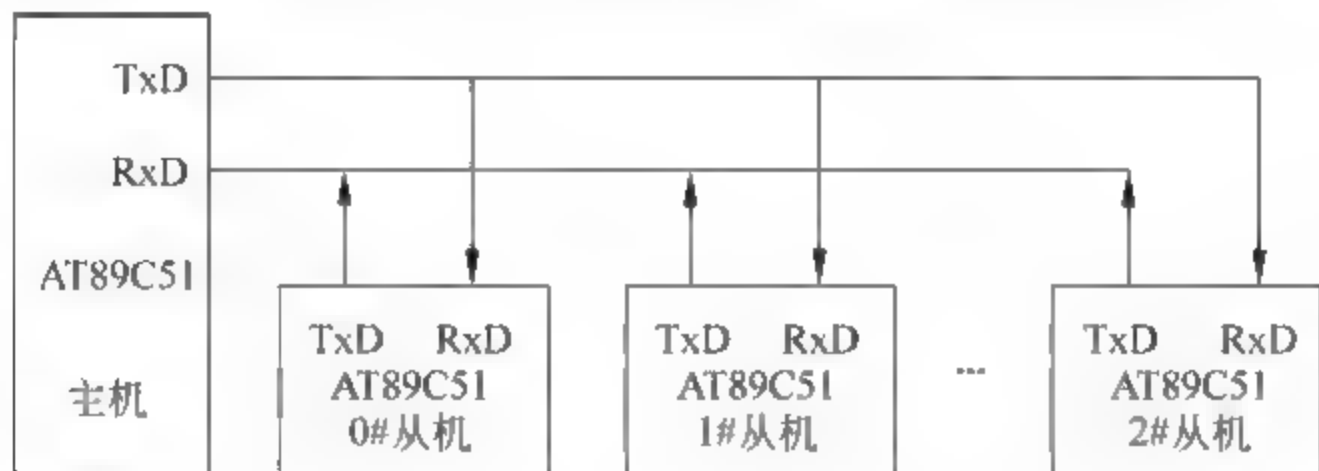 TxD
RxD
AT89C51
主机
TxD RxD
AT89C51
0#从机
TxD RxD
AT89C51
1#从机
...
TxD RxD
AT89C51
2#从机